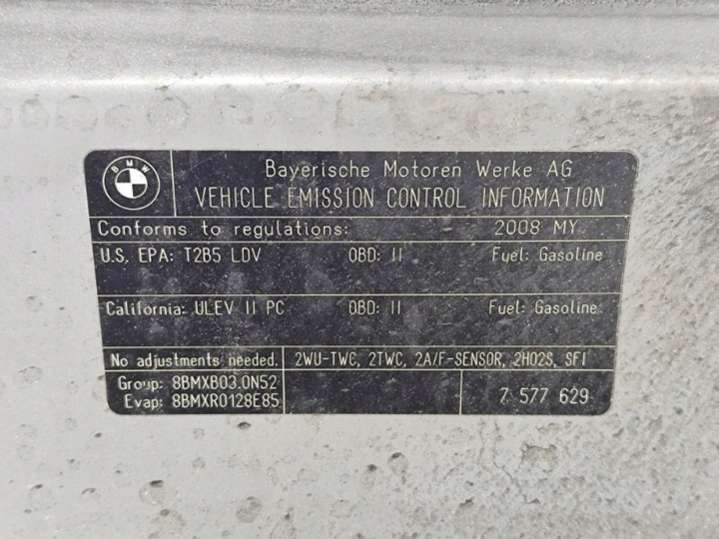 BMW
Bayerische Motoren Werke AG
VEHICLE EMISSION CONTROL INFORMATION
Conforms to regulations: 2008 MY
U.S. EPA: T2B5 LDV OBD: II Fuel: Gasoline
California: ULEV II PC OBD: II Fuel: Gasoline
No adjustments needed. 2WU-TWC, 2TWC, 2A/F-SENSOR, 2HO2S, SFI
Group: 8BMXB03.0N52
Evap: 8BMXR0128E85
7 577 629